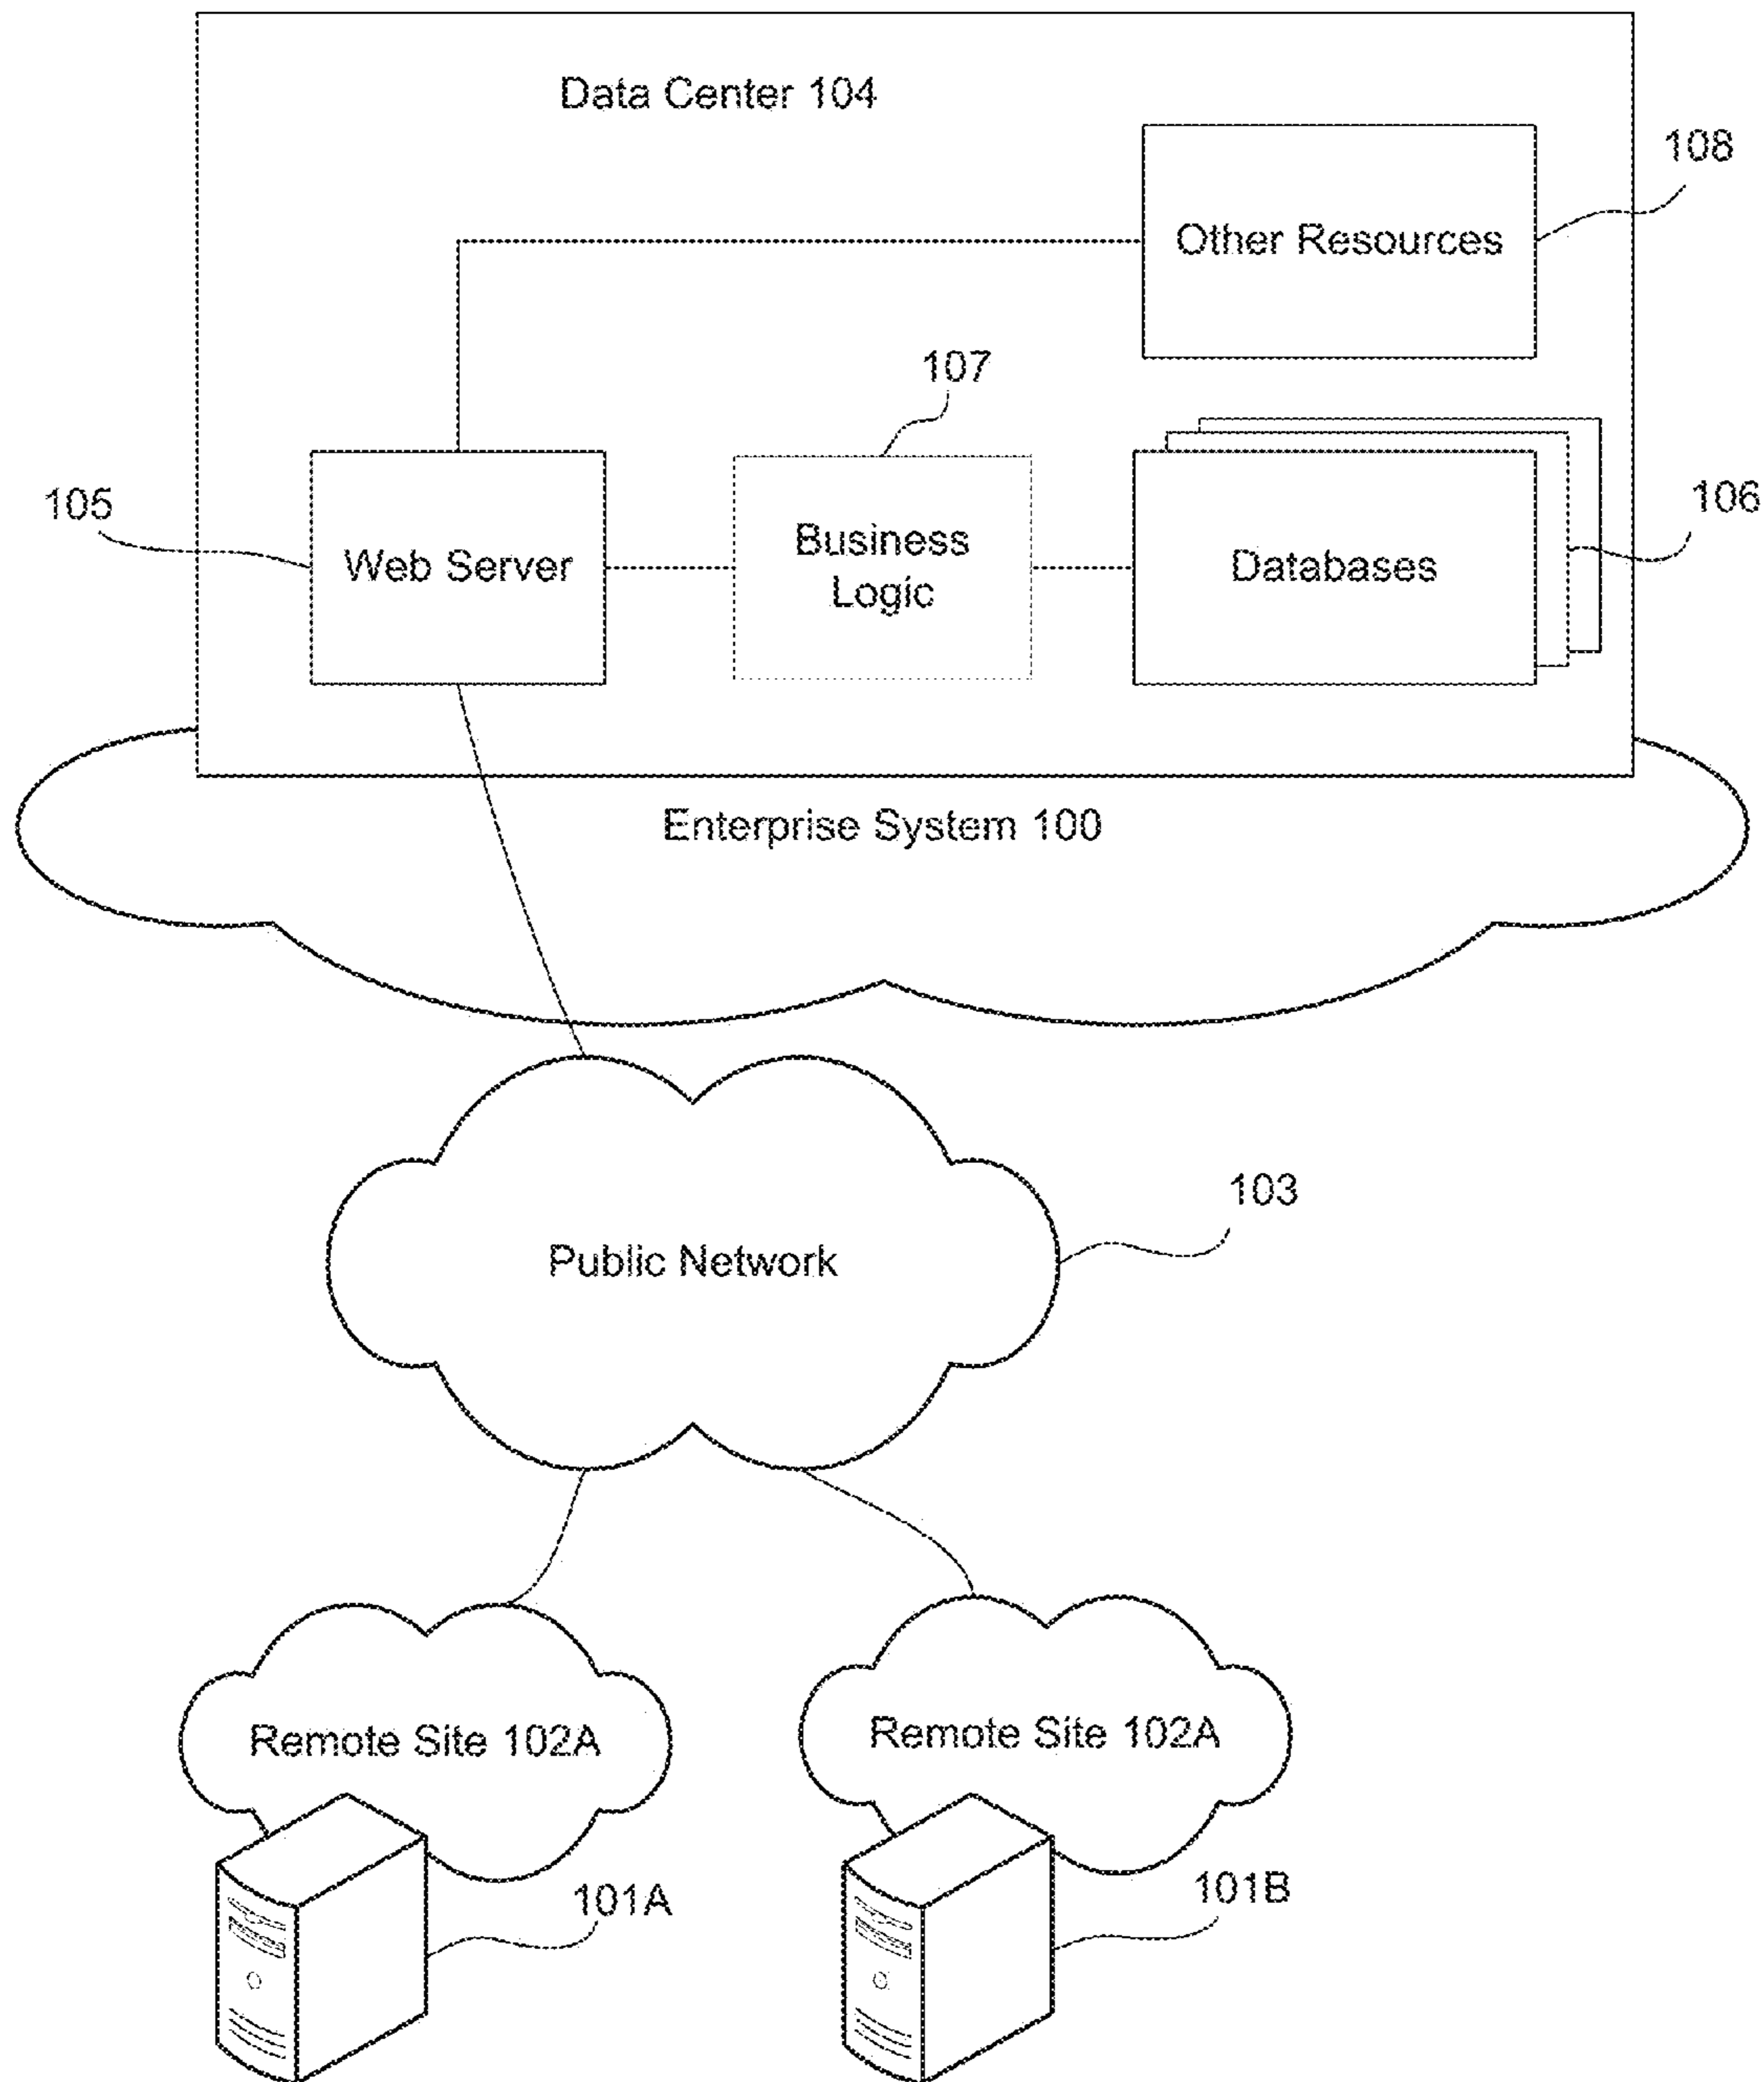 Data Center 104
108
Other Resources
107
105
Web Server
Business
Logic
Databases
106
Enterprise System 100
103
Public Network
Remote Site 102A
Remote Site 102A
101A
101B